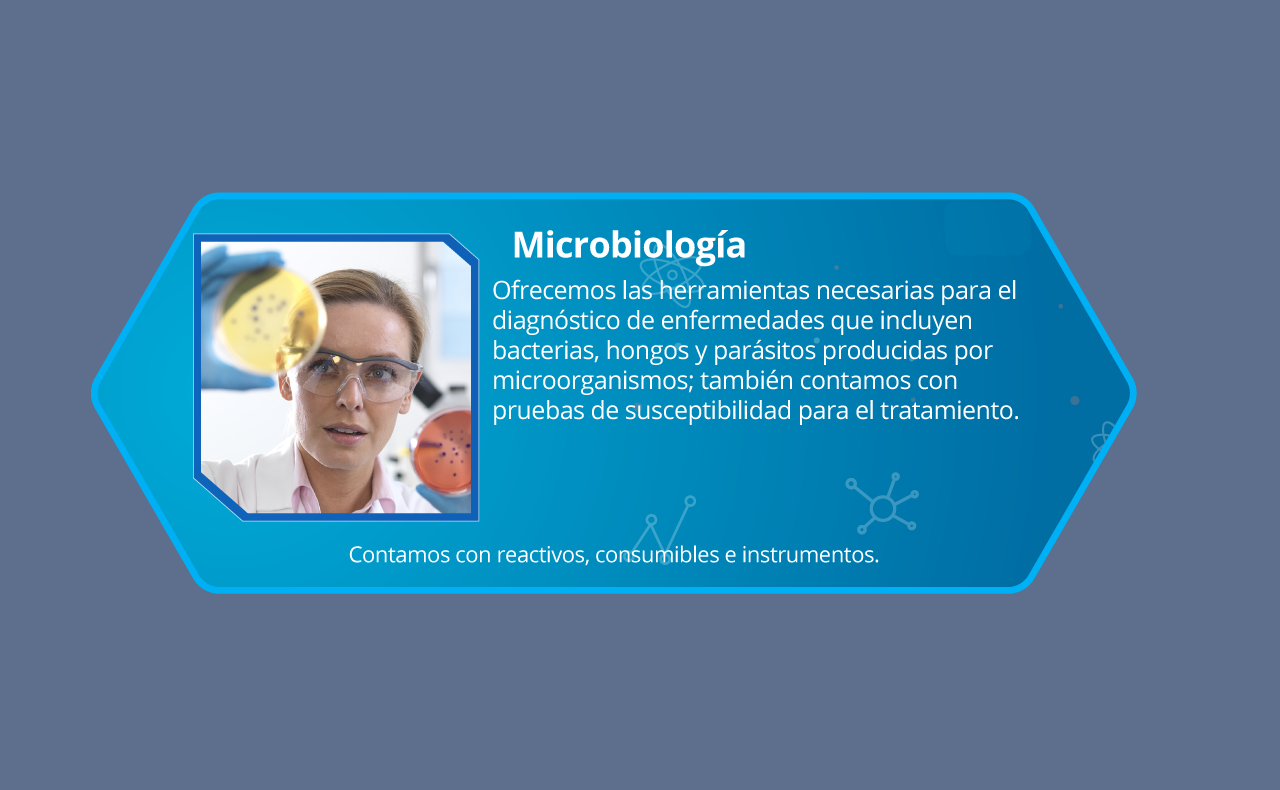 Microbiología
Ofrecemos las herramientas necesarias para el
diagnóstico de enfermedades que incluyen
bacterias, hongos y parásitos producidas por
microorganismos; también contamos con
pruebas de susceptibilidad para el tratamiento.
Contamos con reactivos, consumibles e instrumentos.